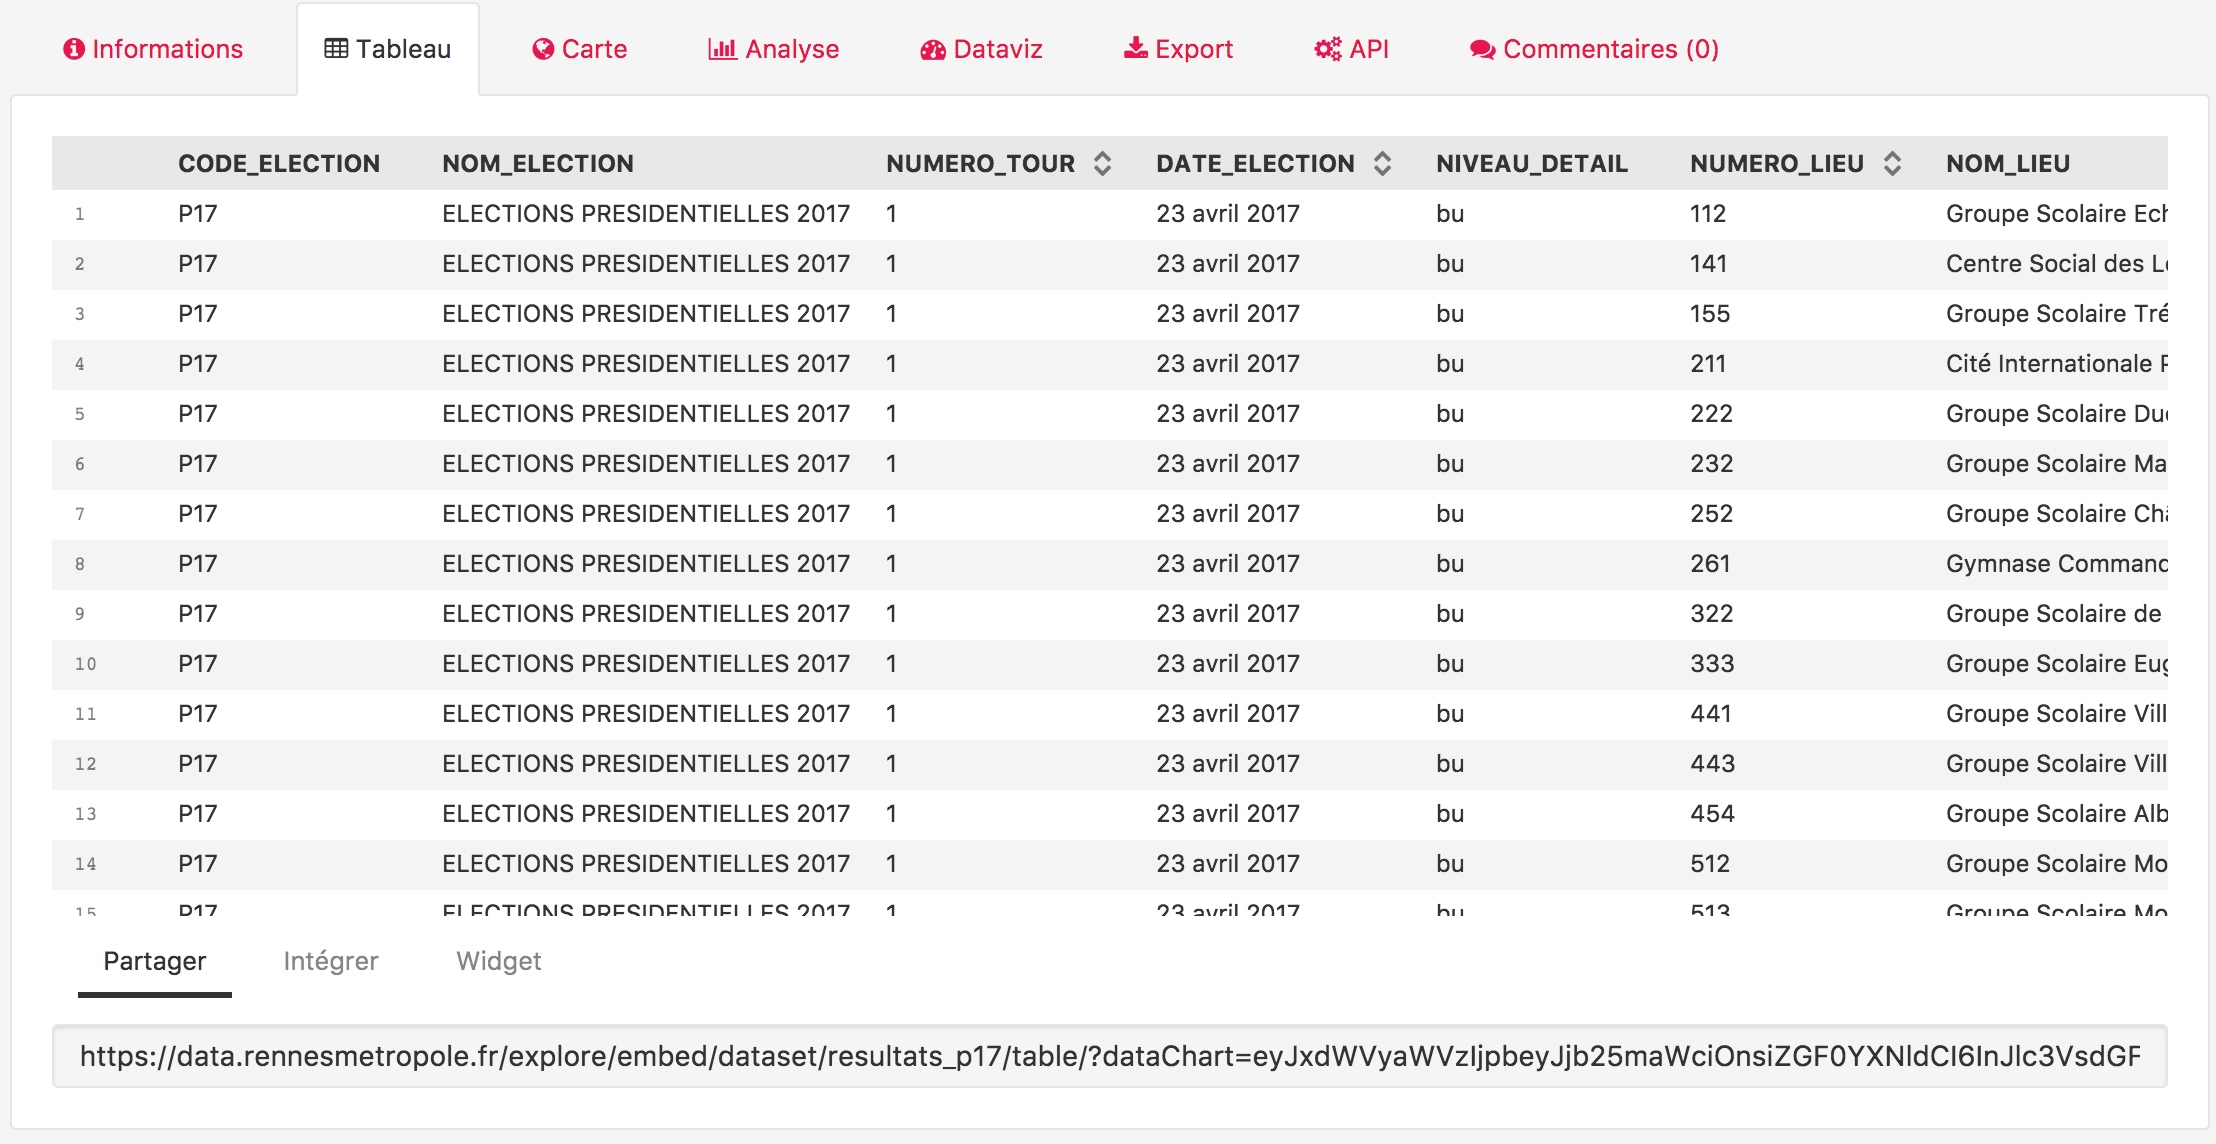 Informations Tableau Carte Analyse Dataviz Export API Commentaires (0)
CODE_ELECTION NOM_ELECTION NUMERO_TOUR DATE_ELECTION NIVEAU_DETAIL NUMERO_LIEU NOM_LIEU
1 P17 ELECTIONS PRESIDENTIELLES 2017 1 23 avril 2017 bu 112 Groupe Scolaire
2 P17 ELECTIONS PRESIDENTIELLES 2017 1 23 avril 2017 bu 141 Centre Social des
3 P17 ELECTIONS PRESIDENTIELLES 2017 1 23 avril 2017 bu 155 Groupe Scolaire Tré
4 P17 ELECTIONS PRESIDENTIELLES 2017 1 23 avril 2017 bu 211 Cité Internationale
5 P17 ELECTIONS PRESIDENTIELLES 2017 1 23 avril 2017 bu 222 Groupe Scolaire
6 P17 ELECTIONS PRESIDENTIELLES 2017 1 23 avril 2017 bu 232 Groupe Scolaire Ma
7 P17 ELECTIONS PRESIDENTIELLES 2017 1 23 avril 2017 bu 252 Groupe Scolaire
8 P17 ELECTIONS PRESIDENTIELLES 2017 1 23 avril 2017 bu 261 Gymnase Command
9 P17 ELECTIONS PRESIDENTIELLES 2017 1 23 avril 2017 bu 322 Groupe Scolaire de
10 P17 ELECTIONS PRESIDENTIELLES 2017 1 23 avril 2017 bu 333 Groupe Scolaire Eug
11 P17 ELECTIONS PRESIDENTIELLES 2017 1 23 avril 2017 bu 441 Groupe Scolaire Vill
12 P17 ELECTIONS PRESIDENTIELLES 2017 1 23 avril 2017 bu 443 Groupe Scolaire Vill
13 P17 ELECTIONS PRESIDENTIELLES 2017 1 23 avril 2017 bu 454 Groupe Scolaire Alb
14 P17 ELECTIONS PRESIDENTIELLES 2017 1 23 avril 2017 bu 512 Groupe Scolaire Mo
15 P17 ELECTIONS PRESIDENTIELLES 2017 1 23 avril 2017 bu 513 Groupe Scolaire Mo
Partager Intégrer Widget
https://data.rennesmetropole.fr/explore/embed/dataset/resultats_p17/table/?dataChart=eyJxdWVyaWVzIjpbeyJjb25maWciOnsiZGF0YXNldCI6InJlc3VsdGF